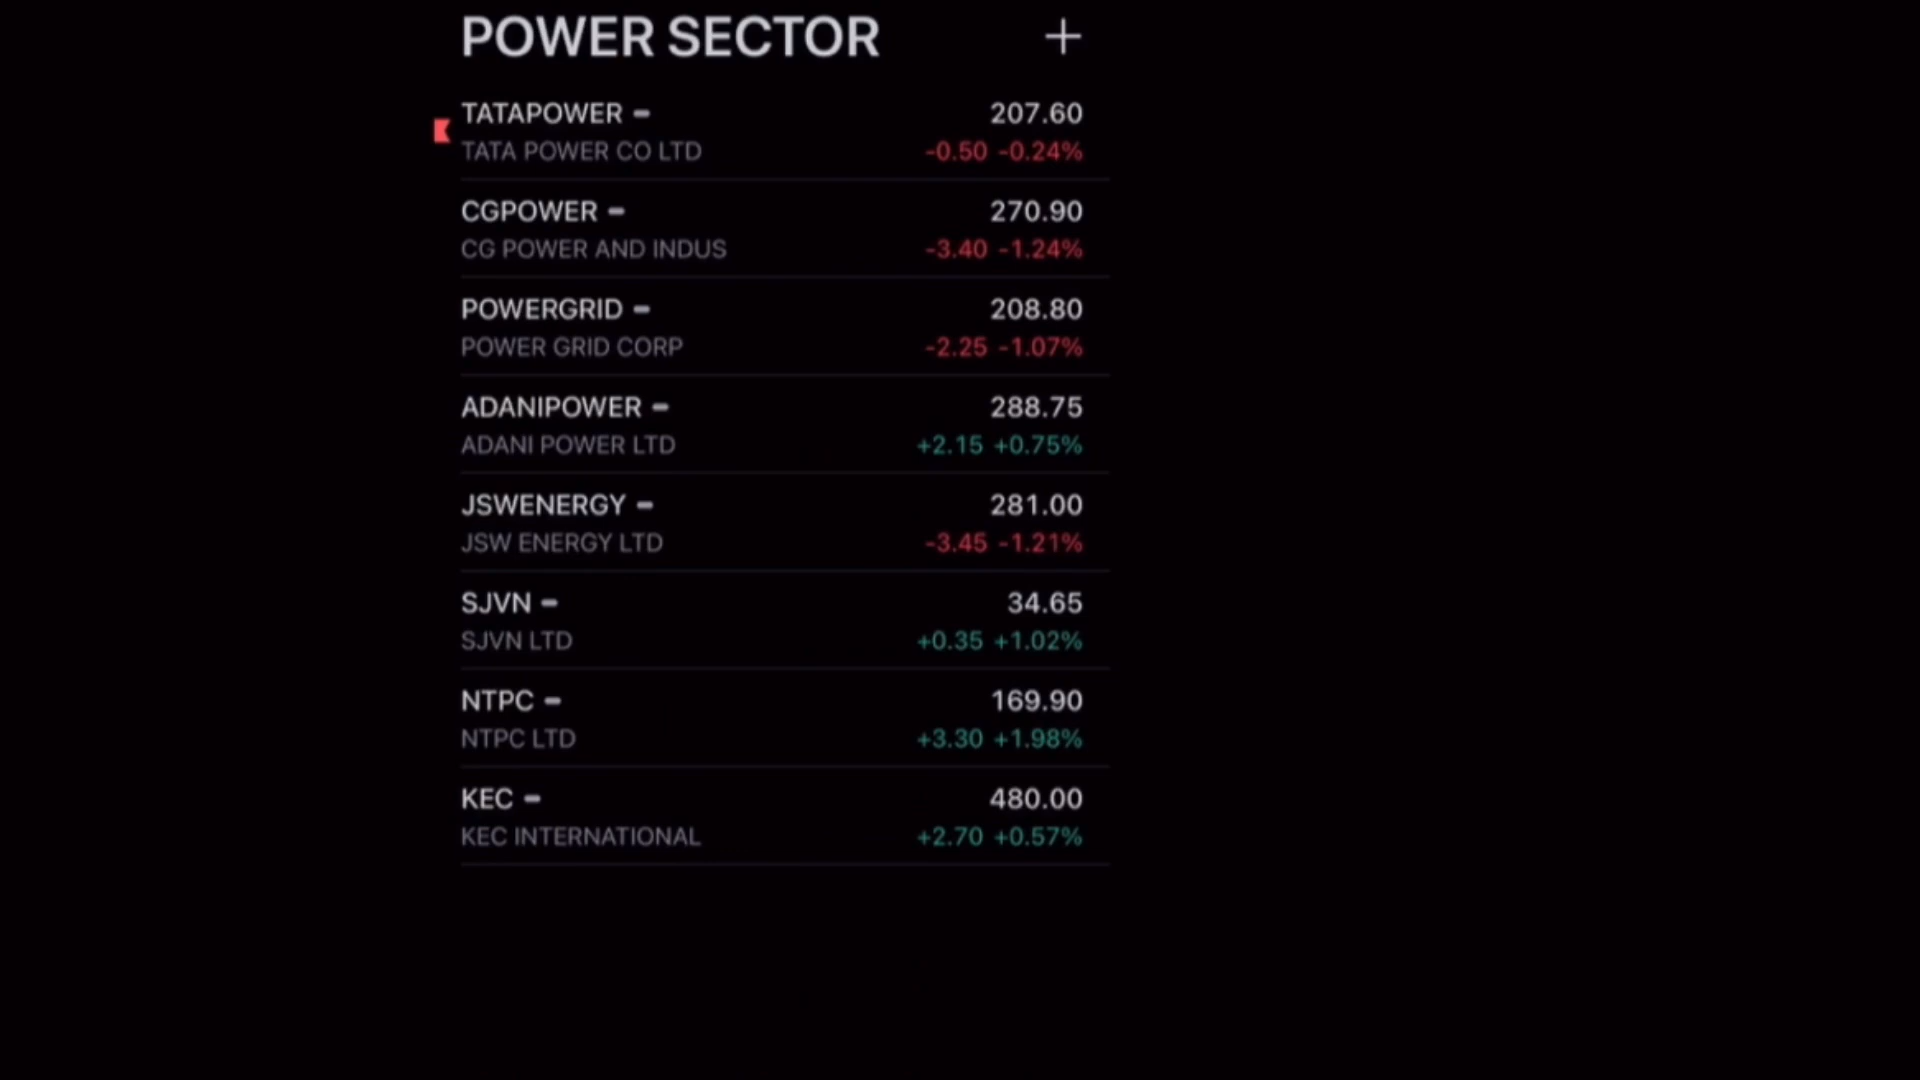 POWER SECTOR +
TATAPOWER 207.60
TATA POWER CO LTD -0.50 -0.24%
CGPOWER 270.90
CG POWER AND INDUS -3.40 -1.24%
POWERGRID 208.80
POWER GRID CORP -2.25 -1.07%
ADANIPOWER 288.75
ADANI POWER LTD +2.15 +0.75%
JSWENERGY 281.00
JSW ENERGY LTD -3.45 -1.21%
SJVN 34.65
SJVN LTD +0.35 +1.02%
NTPC 169.90
NTPC LTD +3.30 +1.98%
KEC 480.00
KEC INTERNATIONAL +2.70 +0.57%